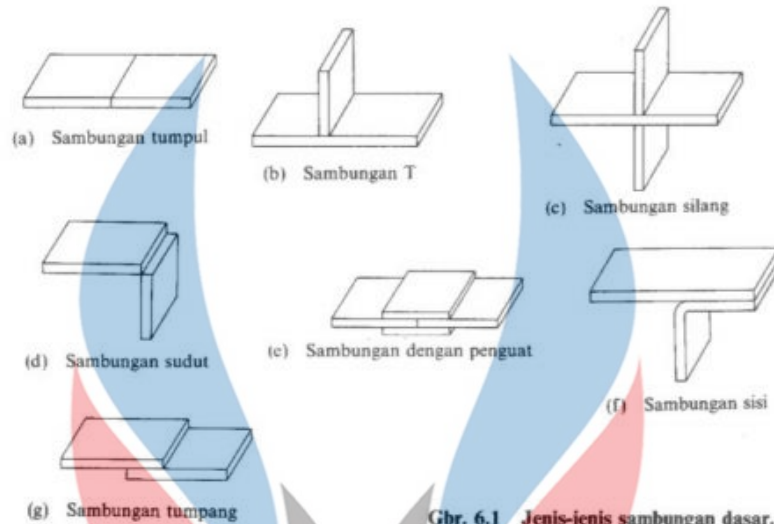 (a) Sambungan tumpul
(b) Sambungan T
(c) Sambungan silang
(d) Sambungan sudut
(e) Sambungan dengan penguat
(f) Sambungan sisi
(g) Sambungan tumpang
Gbr. 6.1 Jenis-jenis sambungan dasar.